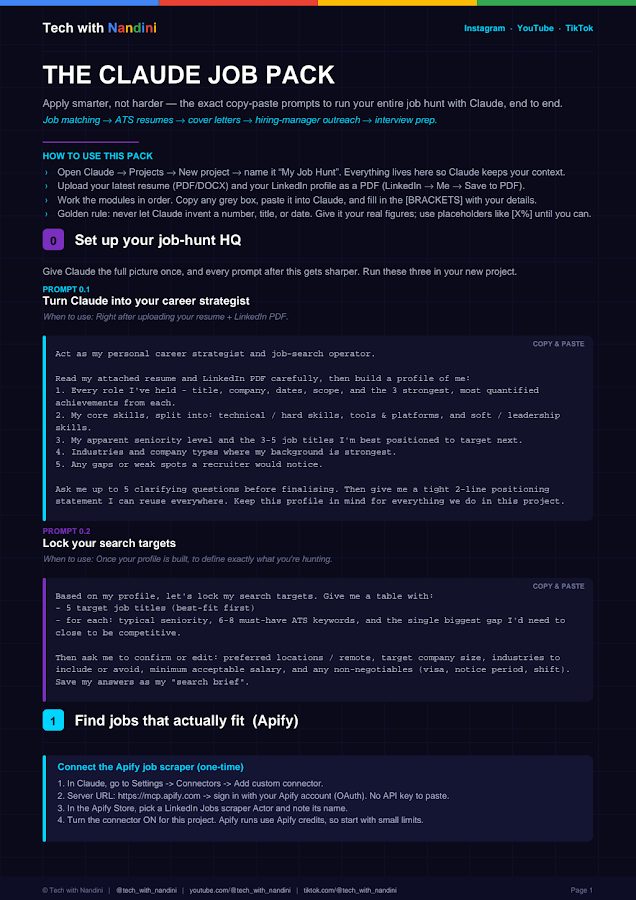 Tech with Nandini
Instagram · YouTube · TikTok
THE CLAUDE JOB PACK
Apply smarter, not harder — the exact copy-paste prompts to run your entire job hunt with Claude, end to end.
Job matching → ATS resumes → cover letters → hiring-manager outreach → interview prep.
HOW TO USE THIS PACK
› Open Claude → Projects → New project → name it “My Job Hunt”. Everything lives here so Claude keeps your context.
› Upload your latest resume (PDF/DOCX) and your LinkedIn profile as a PDF (LinkedIn → Me → Save to PDF).
› Work the modules in order. Copy any grey box, paste it into Claude, and fill in the [BRACKETS] with your details.
› Golden rule: never let Claude invent a number, title, or date. Give it your real figures; use placeholders like [X%] until you can.
0 Set up your job-hunt HQ
Give Claude the full picture once, and every prompt after this gets sharper. Run these three in your new project.
PROMPT 0.1
Turn Claude into your career strategist
When to use: Right after uploading your resume + LinkedIn PDF.
COPY & PASTE
Act as my personal career strategist and job-search operator.
Read my attached resume and LinkedIn PDF carefully, then build a profile of me:
1. Every role I've held - title, company, dates, scope, and the 3 strongest, most quantified
achievements from each.
2. My core skills, split into: technical / hard skills, tools & platforms, and soft / leadership
skills.
3. My apparent seniority level and the 3-5 job titles I'm best positioned to target next.
4. Industries and company types where my background is strongest.
5. Any gaps or weak spots a recruiter would notice.
Ask me up to 5 clarifying questions before finalising. Then give me a tight 2-line positioning
statement I can reuse everywhere. Keep this profile in mind for everything we do in this project.
PROMPT 0.2
Lock your search targets
When to use: Once your profile is built, to define exactly what you're hunting.
COPY & PASTE
Based on my profile, let's lock my search targets. Give me a table with:
- 5 target job titles (best-fit first)
- for each: typical seniority, 6-8 must-have ATS keywords, and the single biggest gap I'd need to
close to be competitive.
Then ask me to confirm or edit: preferred locations / remote, target company size, industries to
include or avoid, minimum acceptable salary, and any non-negotiables (visa, notice period, shift).
Save my answers as my "search brief".
1 Find jobs that actually fit (Apify)
Connect the Apify job scraper (one-time)
1. In Claude, go to Settings -> Connectors -> Add custom connector.
2. Server URL: https://mcp.apify.com -> sign in with your Apify account (OAuth). No API key to paste.
3. In the Apify Store, pick a LinkedIn Jobs scraper Actor and note its name.
4. Turn the connector ON for this project. Apify runs use Apify credits, so start with small limits.
© Tech with Nandini | @tech_with_nandini | youtube.com/@tech_with_nandini | tiktok.com/@tech_with_nandini
Page 1